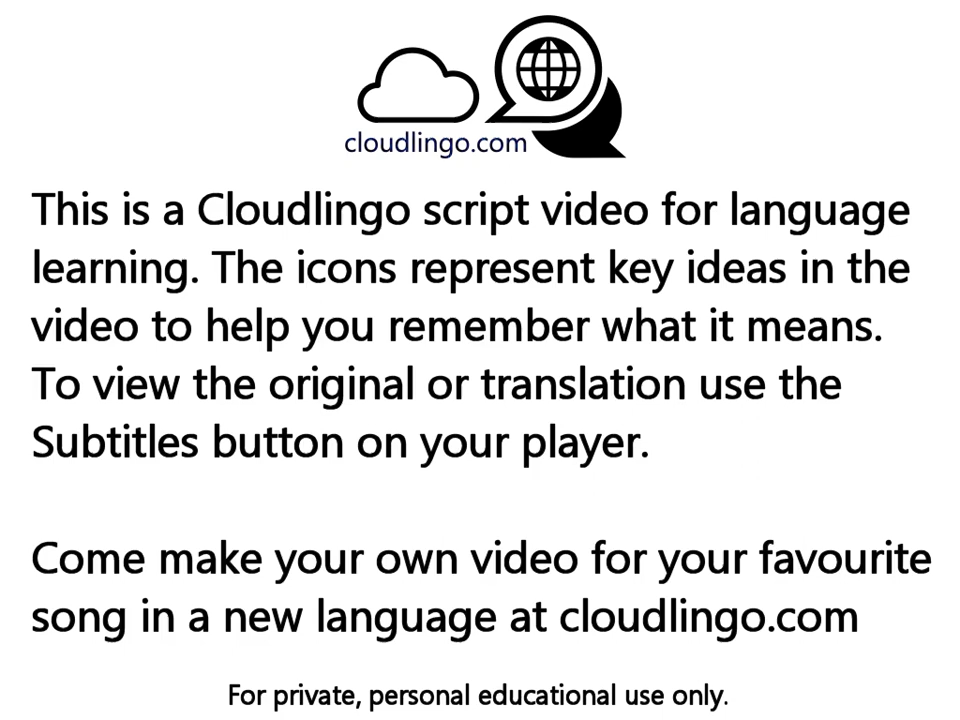 cloudlingo.com
This is a Cloudlingo script video for language
learning. The icons represent key ideas in the
video to help you remember what it means.
To view the original or translation use the
Subtitles button on your player.
Come make your own video for your favourite
song in a new language at cloudlingo.com
For private, personal educational use only.